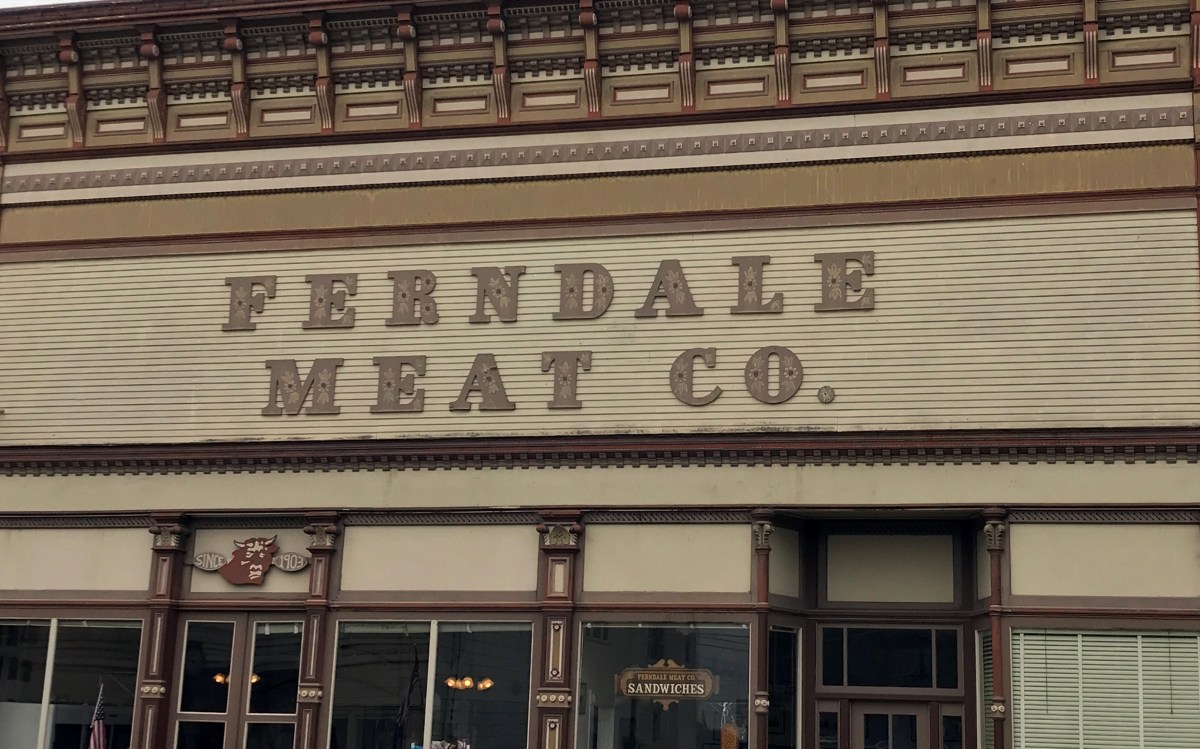 FERNDALE
MEAT CO.
SINCE 1903
FERNDALE MEAT CO.
SANDWICHES